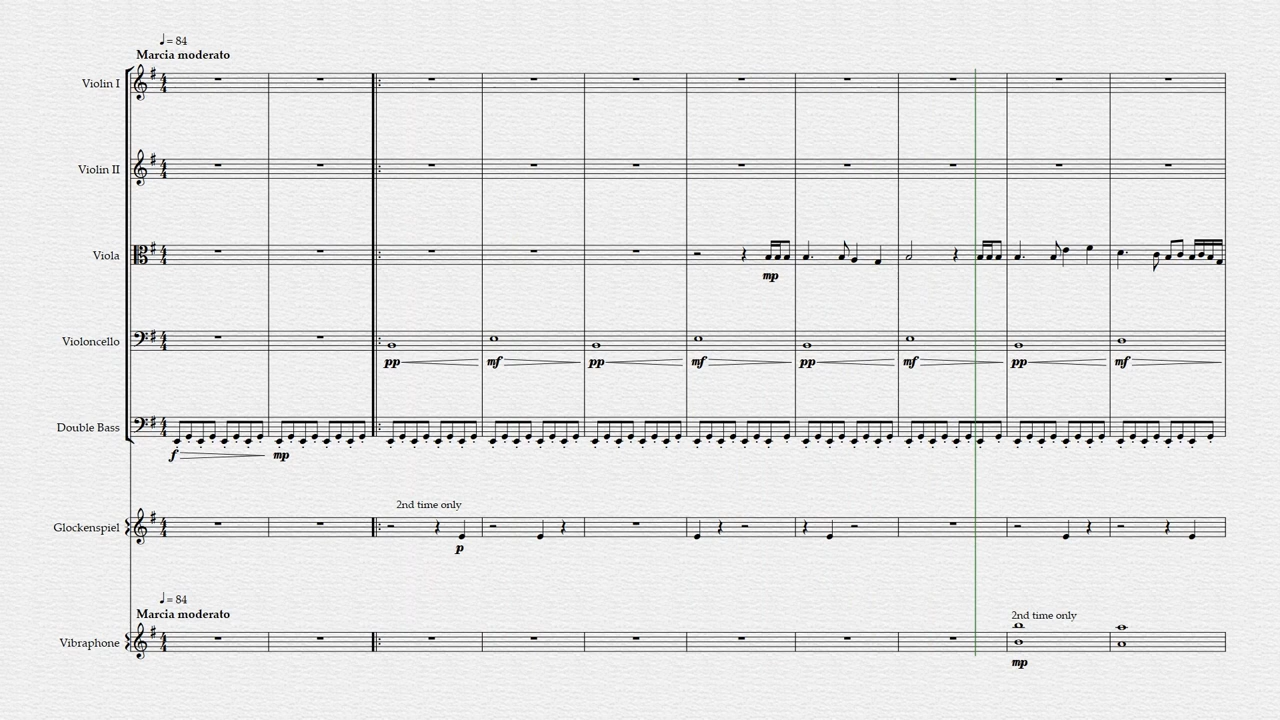 ♩= 84
Marcia moderato
Violin I
Violin II
Viola
mp
Violoncello
pp mf pp mf pp mf pp mf
Double Bass
f mp
2nd time only
Glockenspiel
p
♩= 84
Marcia moderato
2nd time only
Vibraphone
mp